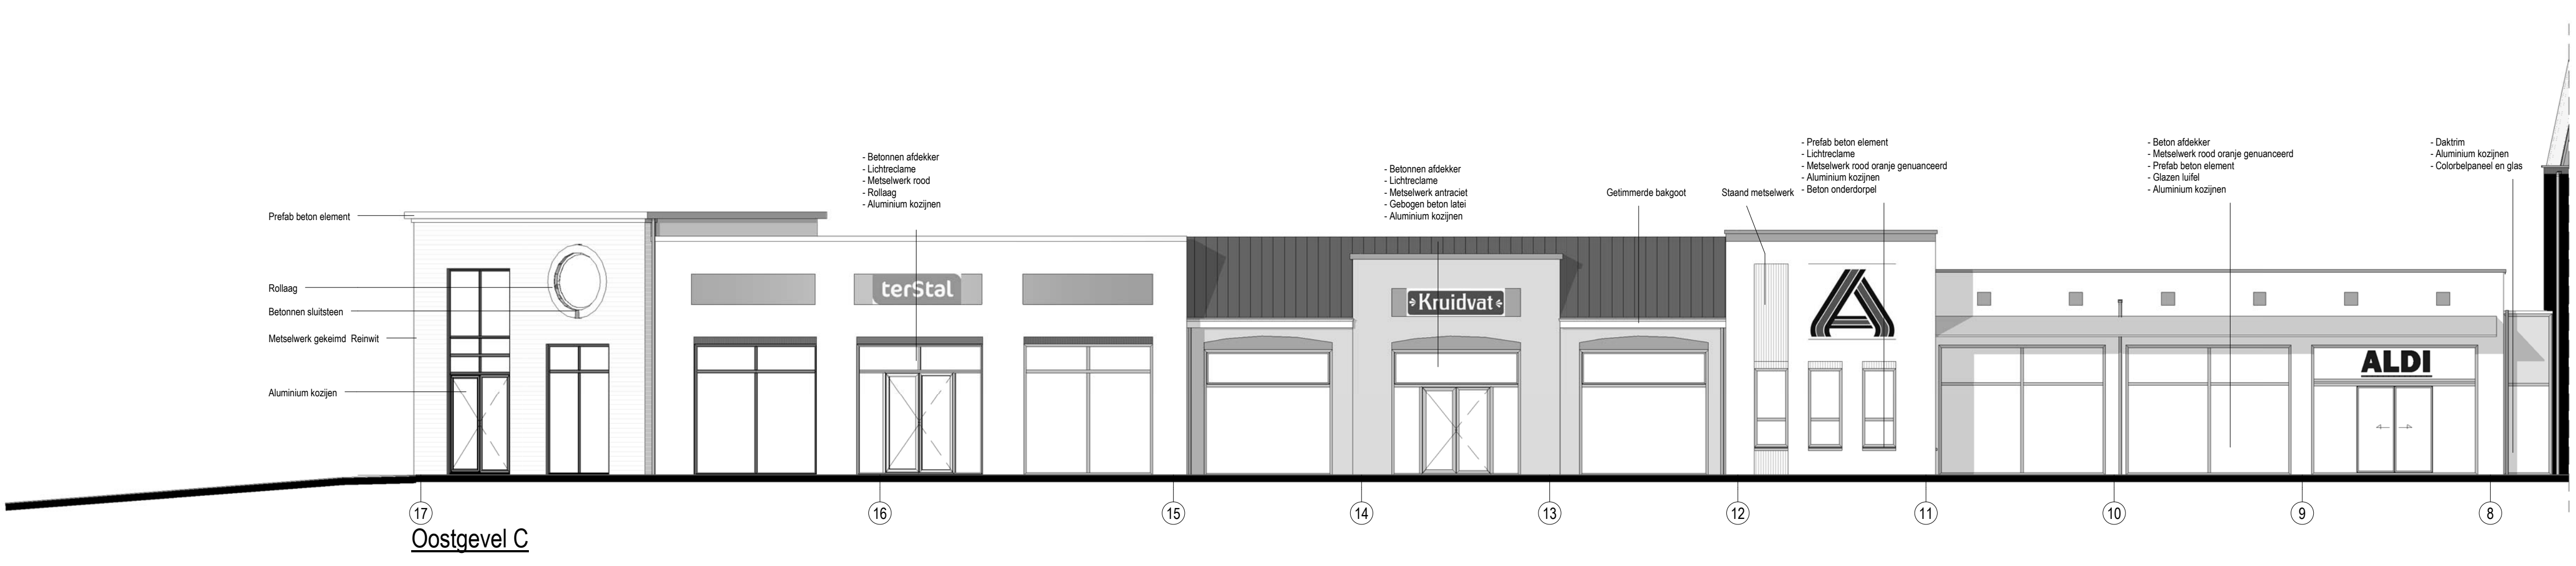 Prefab beton element
Rollaag
Betonnen sluitsteen
Metselwerk gekeimd  Reinwit
Aluminium kozijen
- Betonnen afdekker
- Lichtreclame
- Metselwerk rood
- Rollaag
- Aluminium kozijnen
terStal
- Betonnen afdekker
- Lichtreclame
- Metselwerk antraciet
- Gebogen beton latei
- Aluminium kozijnen
Kruidvat
Getimmerde bakgoot
Staand metselwerk
- Prefab beton element
- Lichtreclame
- Metselwerk rood oranje genuanceerd
- Aluminium kozijnen
- Beton onderdorpel
- Beton afdekker
- Metselwerk rood oranje genuanceerd
- Prefab beton element
- Glazen luifel
- Aluminium kozijnen
ALDI
- Daktrim
- Aluminium kozijnen
- Colorbelpaneel en glas
17 16 15 14 13 12 11 10 9 8
Oostgevel C